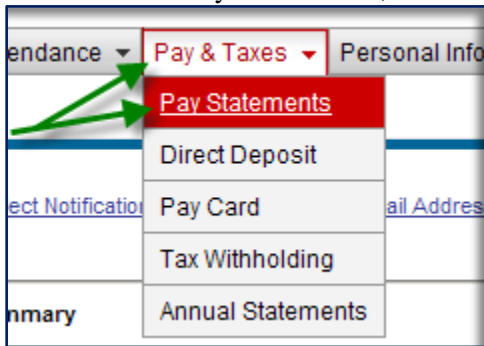 endance Pay & Taxes Personal Info
Pay Statements
Direct Deposit
ect Notification Pay Card ail Addres
Tax Withholding
nmary Annual Statements